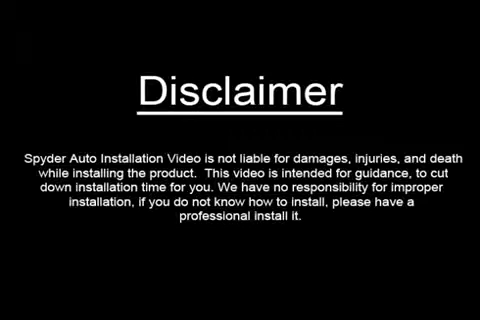 Disclaimer
Spyder Auto Installation Video is not liable for damages, injuries, and death
while installing the product.  This video is intended for guidance, to cut
down installation time for you. We have no responsibility for improper
installation, if you do not know how to install, please have a
professional install it.